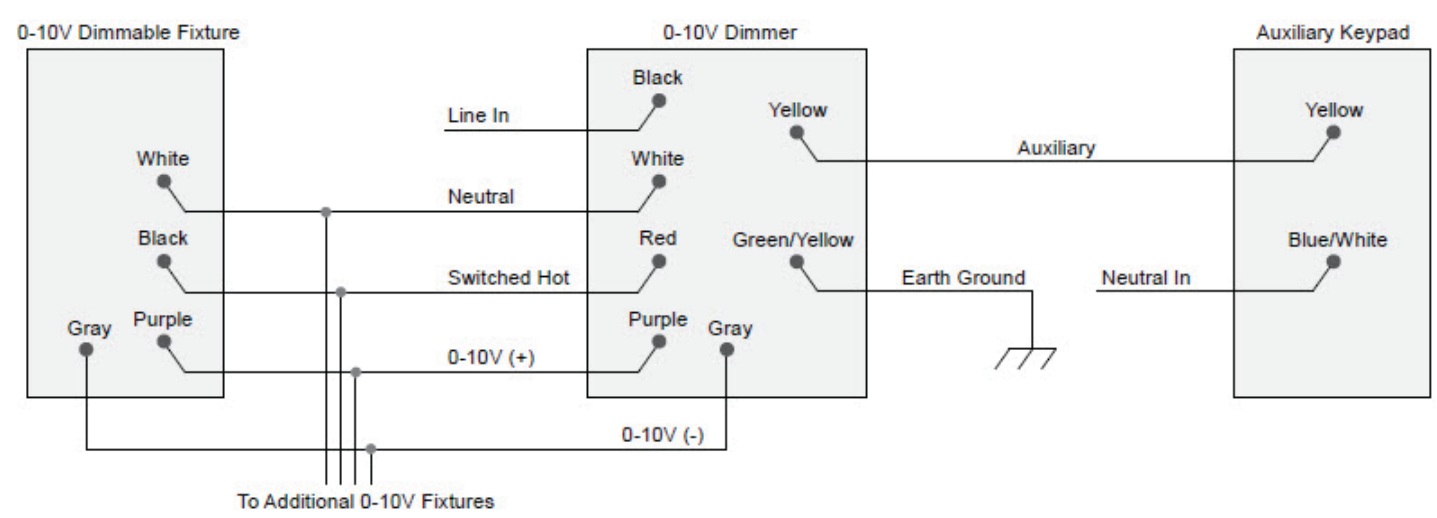 0-10V Dimmable Fixture
0-10V Dimmer
Auxiliary Keypad
Black
Line In
Yellow
Yellow
Auxiliary
White
White
Neutral
Black
Red
Green/Yellow
Blue/White
Switched Hot
Earth Ground
Neutral In
Gray
Purple
Purple
Gray
0-10V (+)
0-10V (-)
To Additional 0-10V Fixtures